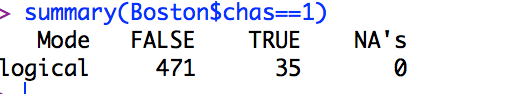 > summary(Boston$chas==1)
Mode FALSE TRUE NA's
logical 471 35 0